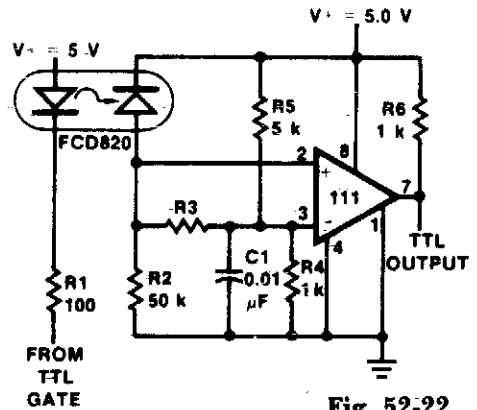 V+ = 5.0 V
V+ = 5 V
FCD820
R5
5 k
R6
1 k
2
+
8
111
7
3
-
4
1
R3
R1
100
R2
50 k
C1
0.01
µF
R4
1k
TTL
OUTPUT
FROM
TTL
GATE
Fig. 52-22